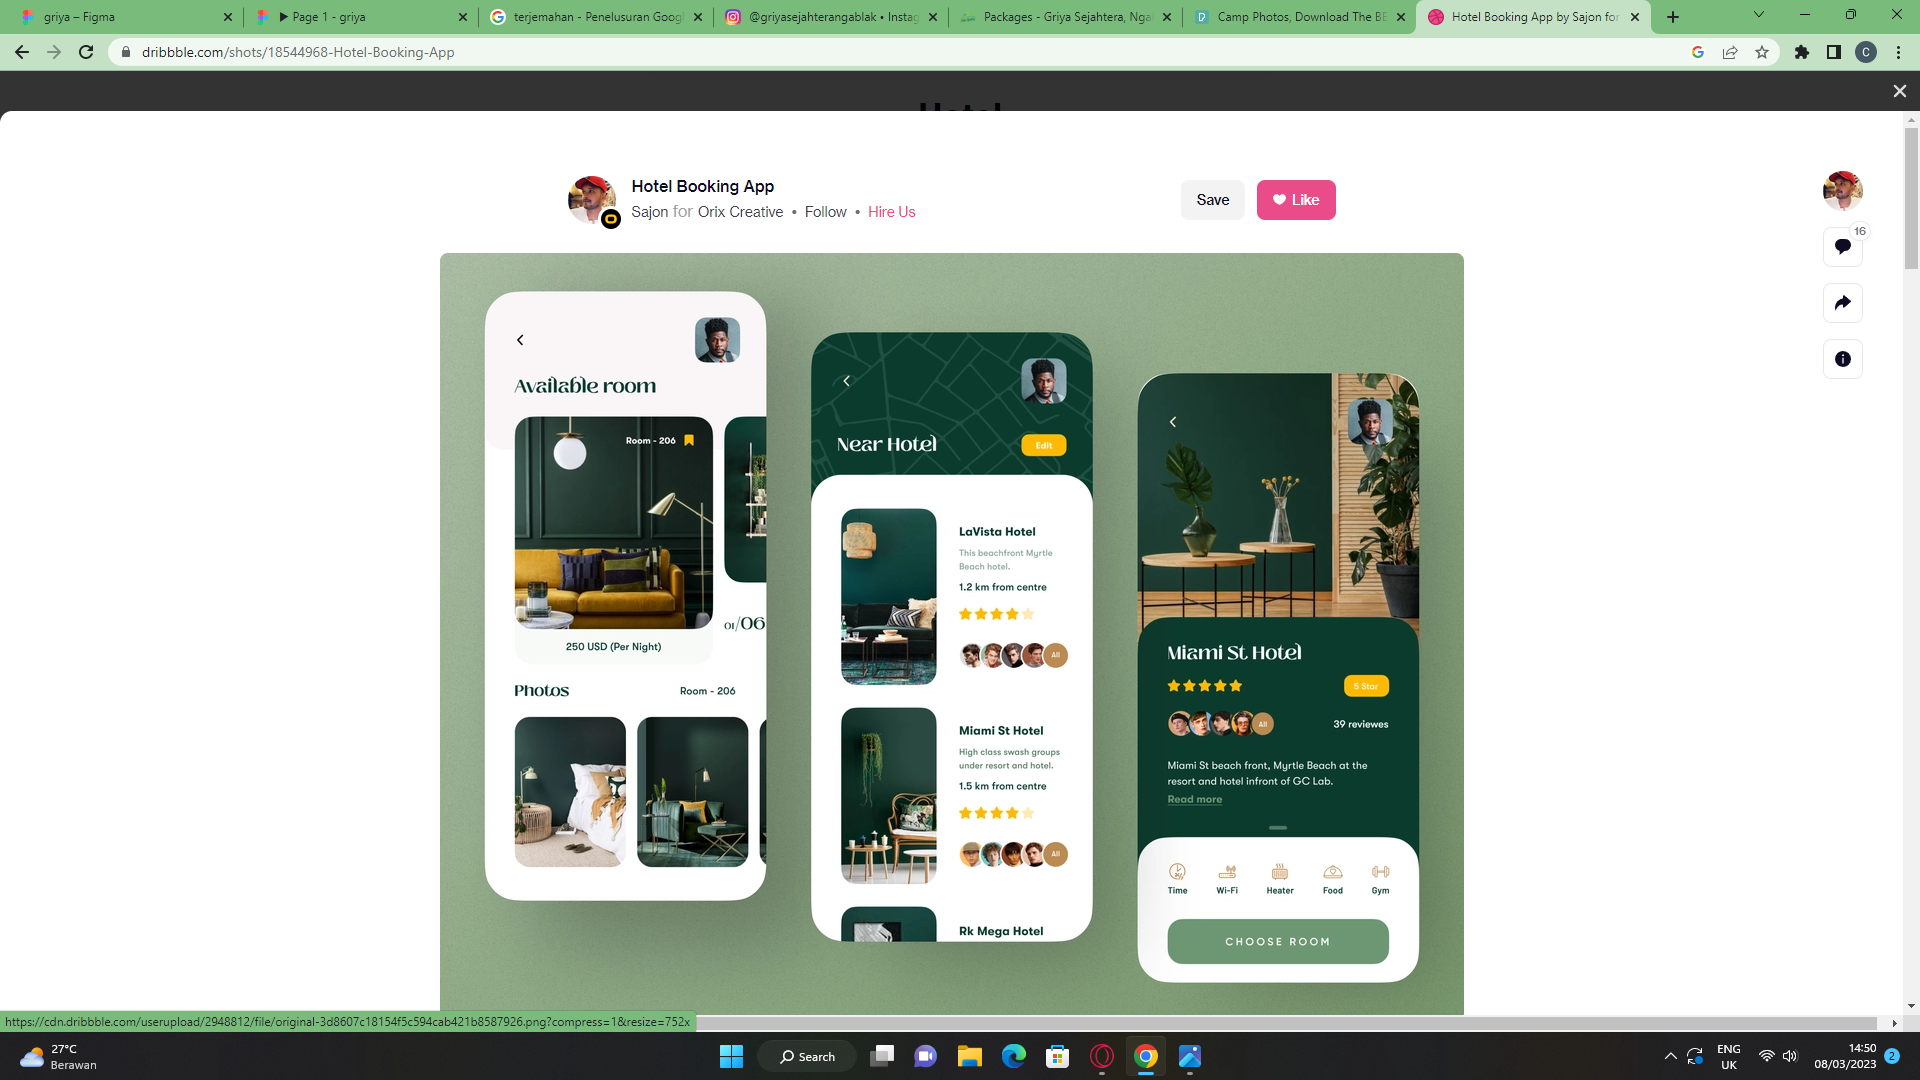 griya – Figma
▶ Page 1 - griya
terjemahan - Penelusuran Googl
@griyasejahterangablak • Instag
Packages - Griya Sejahtera, Nga
Camp Photos, Download The BE
Hotel Booking App by Sajon for
dribbble.com/shots/18544968-Hotel-Booking-App
C
Hotel
Hotel Booking App
Sajon for Orix Creative • Follow • Hire Us
Save
Like
16
Available room
Room - 206
01/06
250 USD (Per Night)
Photos
Room - 206
Near Hotel
Edit
LaVista Hotel
This beachfront Myrtle
Beach hotel.
1.2 km from centre
All
Miami St Hotel
High class swash groups
under resort and hotel.
1.5 km from centre
All
Rk Mega Hotel
Miami St Hotel
5 Star
All
39 reviewes
Miami St beach front, Myrtle Beach at the
resort and hotel infront of GC Lab.
Read more
Time
Wi-Fi
Heater
Food
Gym
CHOOSE ROOM
https://cdn.dribbble.com/userupload/2948812/file/original-3d8607c18154f5c594cab421b8587926.png?compress=1&resize=752x
27°C
Berawan
Search
ENG
UK
14:50
08/03/2023
2